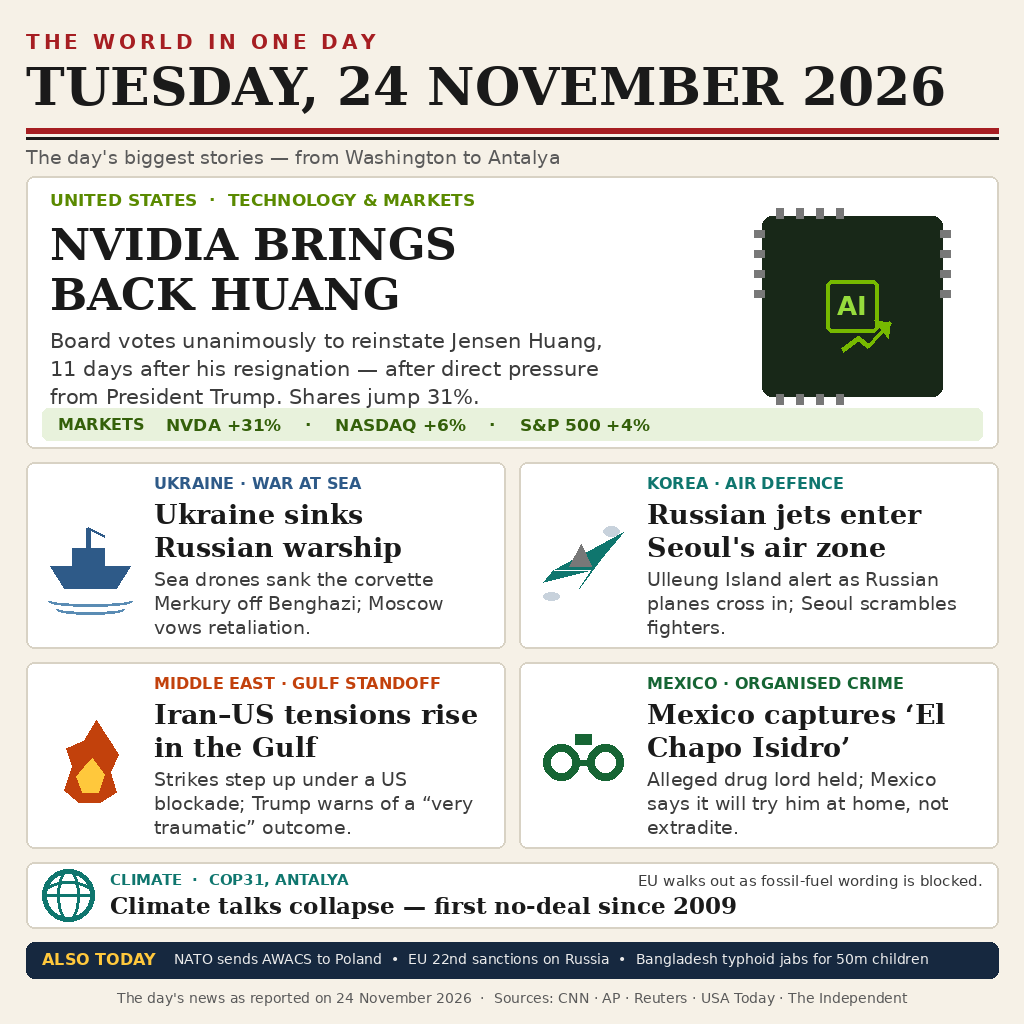 THE WORLD IN ONE DAY
TUESDAY, 24 NOVEMBER 2026
The day's biggest stories — from Washington to Antalya
UNITED STATES · TECHNOLOGY & MARKETS
NVIDIA BRINGS
BACK HUANG
Board votes unanimously to reinstate Jensen Huang,
11 days after his resignation — after direct pressure
from President Trump. Shares jump 31%.
AI
MARKETS NVDA +31% · NASDAQ +6% · S&P 500 +4%
UKRAINE · WAR AT SEA
Ukraine sinks
Russian warship
Sea drones sank the corvette
Merkury off Benghazi; Moscow
vows retaliation.
KOREA · AIR DEFENCE
Russian jets enter
Seoul's air zone
Ulleung Island alert as Russian
planes cross in; Seoul scrambles
fighters.
MIDDLE EAST · GULF STANDOFF
Iran–US tensions rise
in the Gulf
Strikes step up under a US
blockade; Trump warns of a “very
traumatic” outcome.
MEXICO · ORGANISED CRIME
Mexico captures ‘El
Chapo Isidro’
Alleged drug lord held; Mexico
says it will try him at home, not
extradite.
CLIMATE · COP31, ANTALYA
EU walks out as fossil-fuel wording is blocked.
Climate talks collapse — first no-deal since 2009
ALSO TODAY NATO sends AWACS to Poland • EU 22nd sanctions on Russia • Bangladesh typhoid jabs for 50m children
The day's news as reported on 24 November 2026 · Sources: CNN · AP · Reuters · USA Today · The Independent